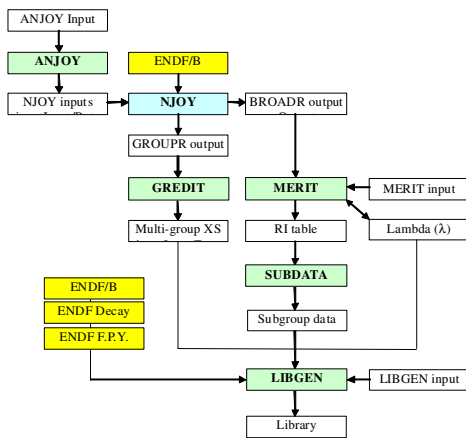 ANJOY Input
ANJOY
ENDF/B
NJOY inputs
NJOY
BROADR output
GROUPR output
GREDIT
MERIT
MERIT input
Multi-group XS
RI table
Lambda (λ)
SUBDATA
ENDF/B
ENDF Decay
Subgroup data
ENDF F.P.Y.
LIBGEN
LIBGEN input
Library